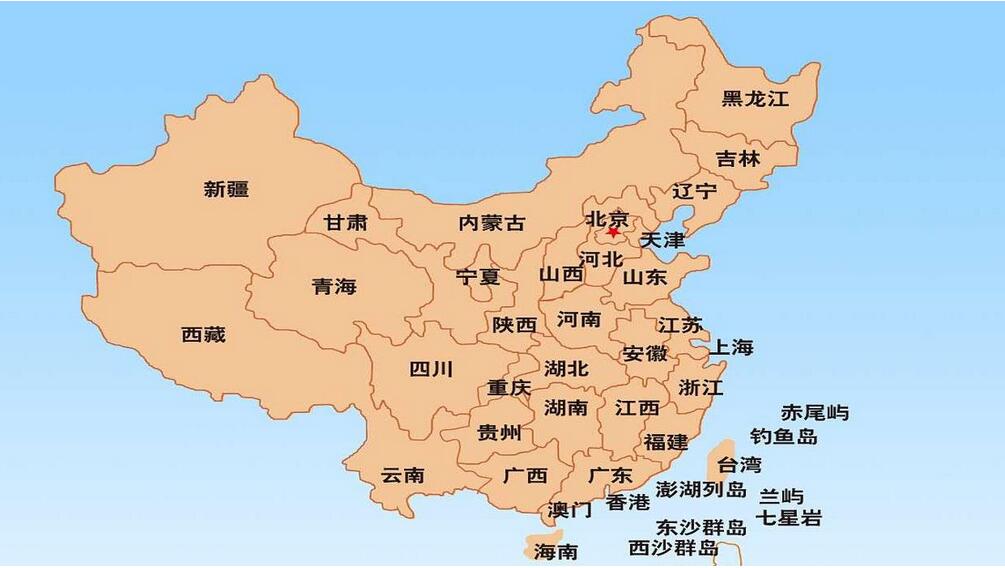 黑龙江
吉林
新疆
辽宁
甘肃
内蒙古
北京
天津
河北
山西
宁夏
山东
青海
陕西
河南
江苏
西藏
上海
安徽
四川
湖北
重庆
浙江
湖南
江西
赤尾屿
钓鱼岛
贵州
福建
台湾
云南
广西
广东
澎湖列岛
兰屿
香港
澳门
七星岩
东沙群岛
西沙群岛
海南